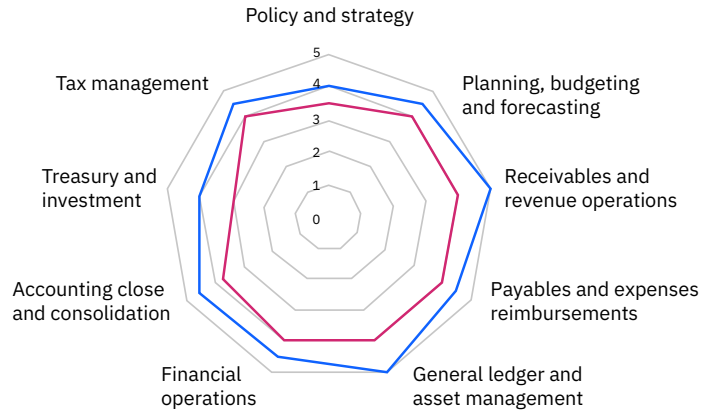 Policy and strategy
5
4
3
2
1
0
Tax management
Planning, budgeting
and forecasting
Treasury and
investment
Receivables and
revenue operations
Accounting close
and consolidation
Payables and expenses
reimbursements
Financial
operations
General ledger and
asset management